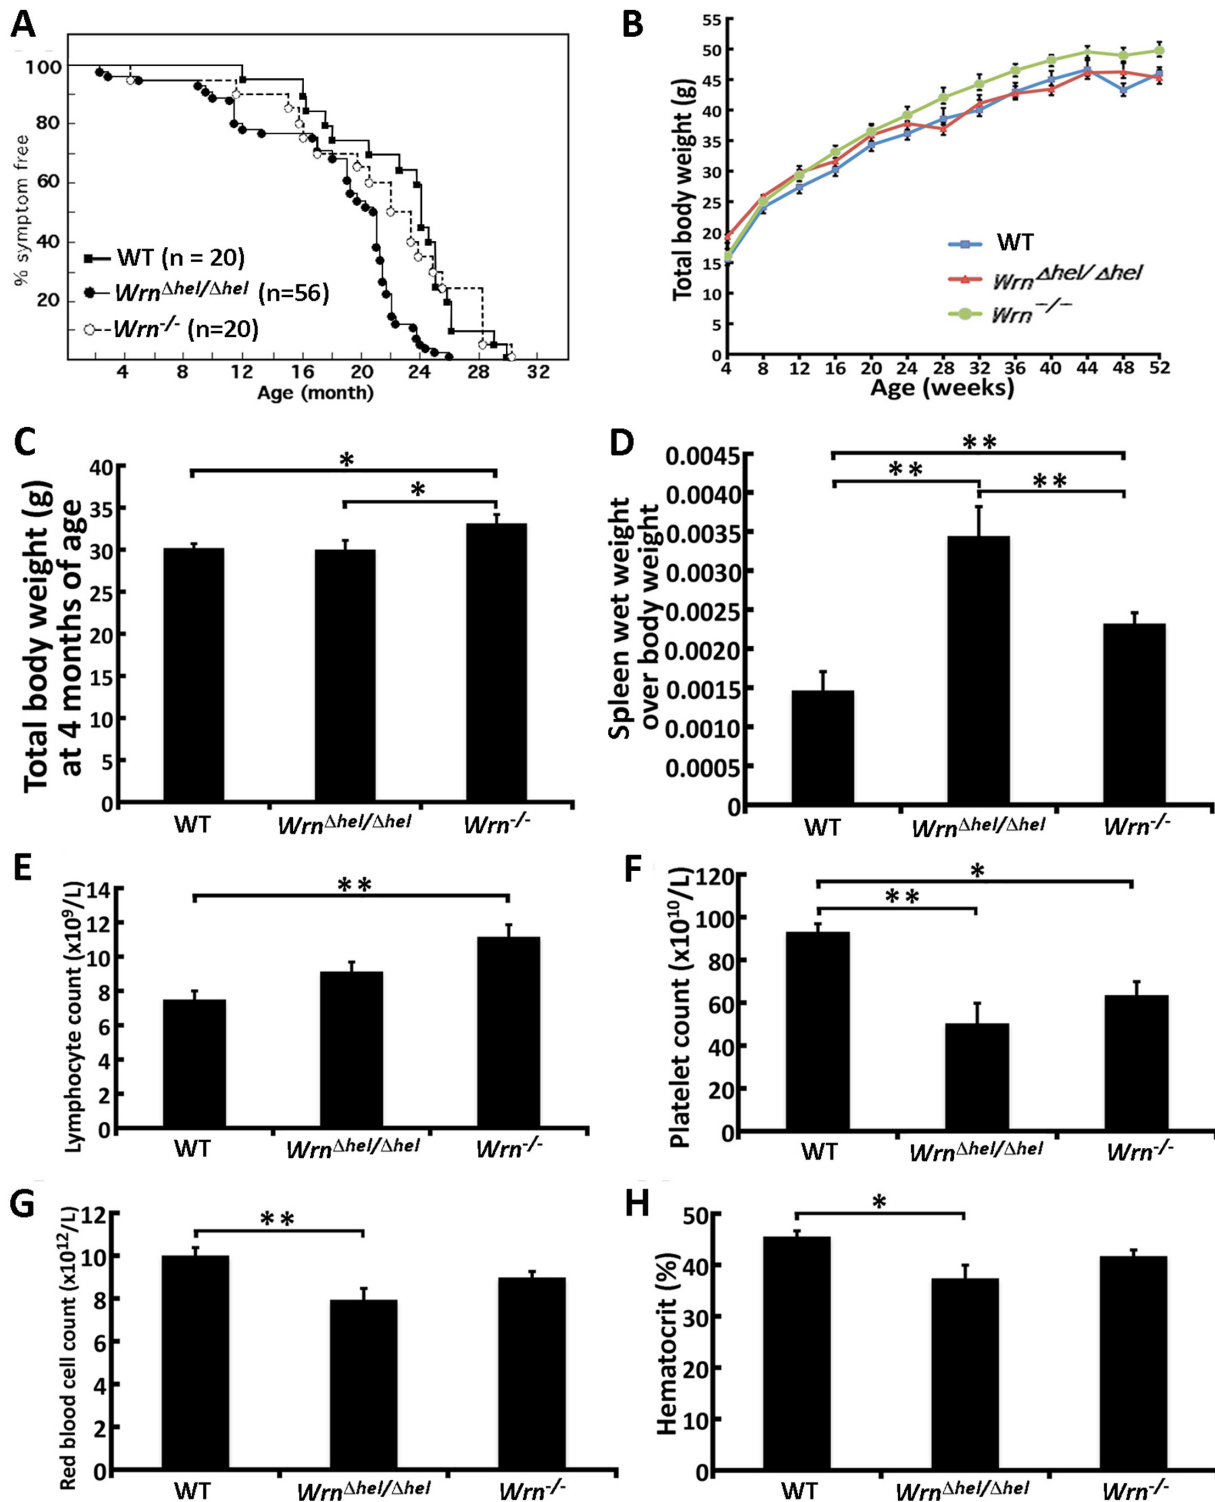 A
% symptom free
100
80
60
40
20
WT (n = 20)
Wrn^Δhel/Δhel (n=56)
Wrn^-/- (n=20)
4 8 12 16 20 24 28 32
Age (month)
B
Total body weight (g)
55
50
45
40
35
30
25
20
15
10
5
0
WT
Wrn^Δhel/Δhel
Wrn^-/-
4 8 12 16 20 24 28 32 36 40 44 48 52
Age (weeks)
C
Total body weight (g)
at 4 months of age
40
35
30
25
20
15
10
5
0
*
*
WT Wrn^Δhel/Δhel Wrn^-/-
D
Spleen wet weight
over body weight
0.0045
0.0040
0.0035
0.0030
0.0025
0.0020
0.0015
0.0010
0.0005
0
**
**
**
WT Wrn^Δhel/Δhel Wrn^-/-
E
Lymphocyte count (x10^9/L)
14
12
10
8
6
4
2
0
**
WT Wrn^Δhel/Δhel Wrn^-/-
F
Platelet count (x10^10/L)
120
100
80
60
40
20
0
*
**
WT Wrn^Δhel/Δhel Wrn^-/-
G
Red blood cell count (x10^12/L)
12
10
8
6
4
2
0
**
WT Wrn^Δhel/Δhel Wrn^-/-
H
Hematocrit (%)
50
40
30
20
10
0
*
WT Wrn^Δhel/Δhel Wrn^-/-